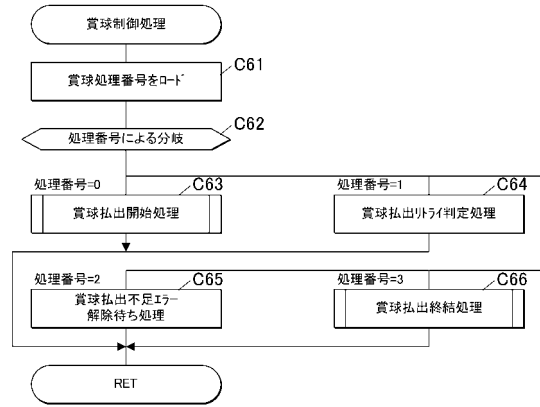 賞球制御処理
賞球処理番号をﾛｰﾄﾞ
C61
処理番号による分岐
C62
処理番号=0
C63
賞球払出開始処理
処理番号=1
C64
賞球払出ﾘﾄﾗｲ判定処理
処理番号=2
C65
賞球払出不足ｴﾗｰ
解除待ち処理
処理番号=3
C66
賞球払出終結処理
RET